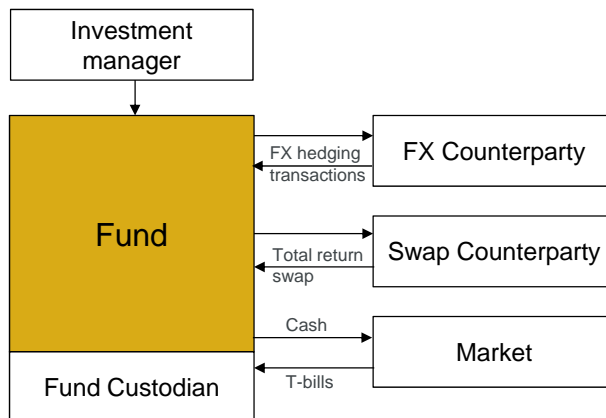 Investment
manager
Fund
Fund Custodian
FX hedging
transactions
FX Counterparty
Total return
swap
Swap Counterparty
Cash
T-bills
Market